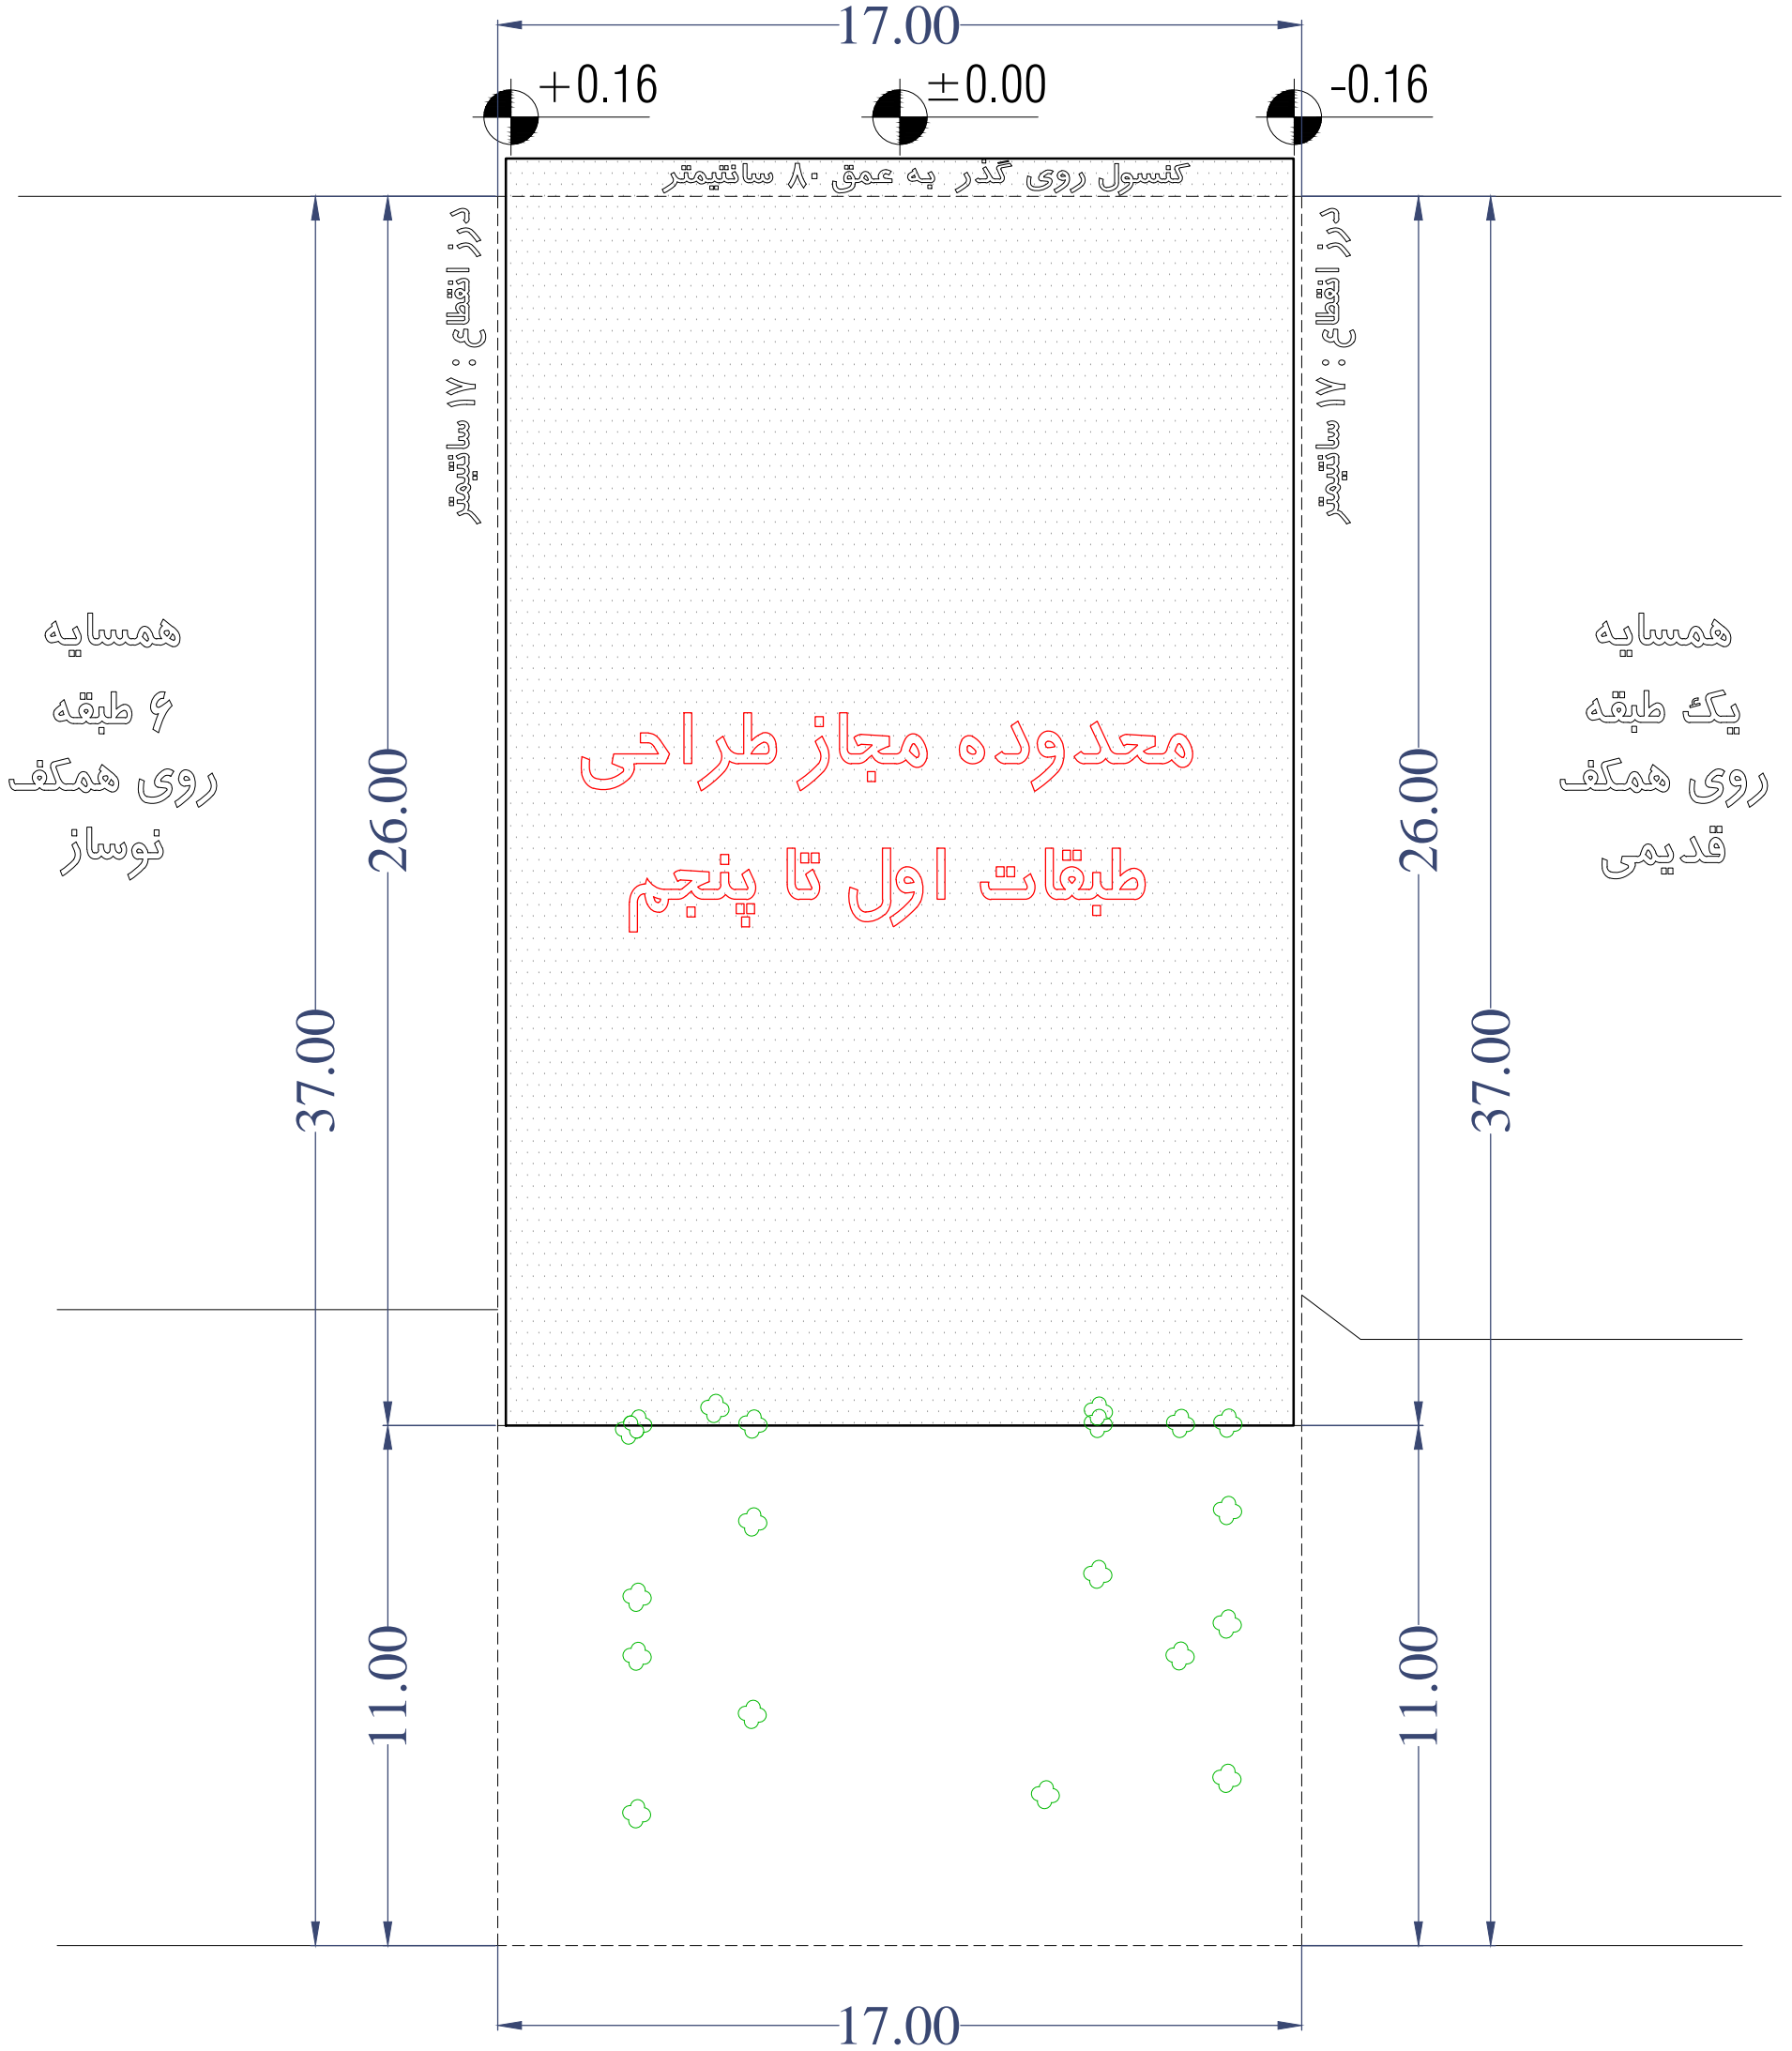 17.00
+0.16
±0.00
-0.16
کنسول روی گذر به عمق ۸۰ سانتیمتر
درز انقطاع : ۱۷ سانتیمتر
درز انقطاع : ۱۷ سانتیمتر
همسایه
یک طبقه
روی همکف
قدیمی
همسایه
۶ طبقه
روی همکف
نوساز
محدوده مجاز طراحی
طبقات اول تا پنجم
26.00
26.00
37.00
37.00
11.00
11.00
17.00